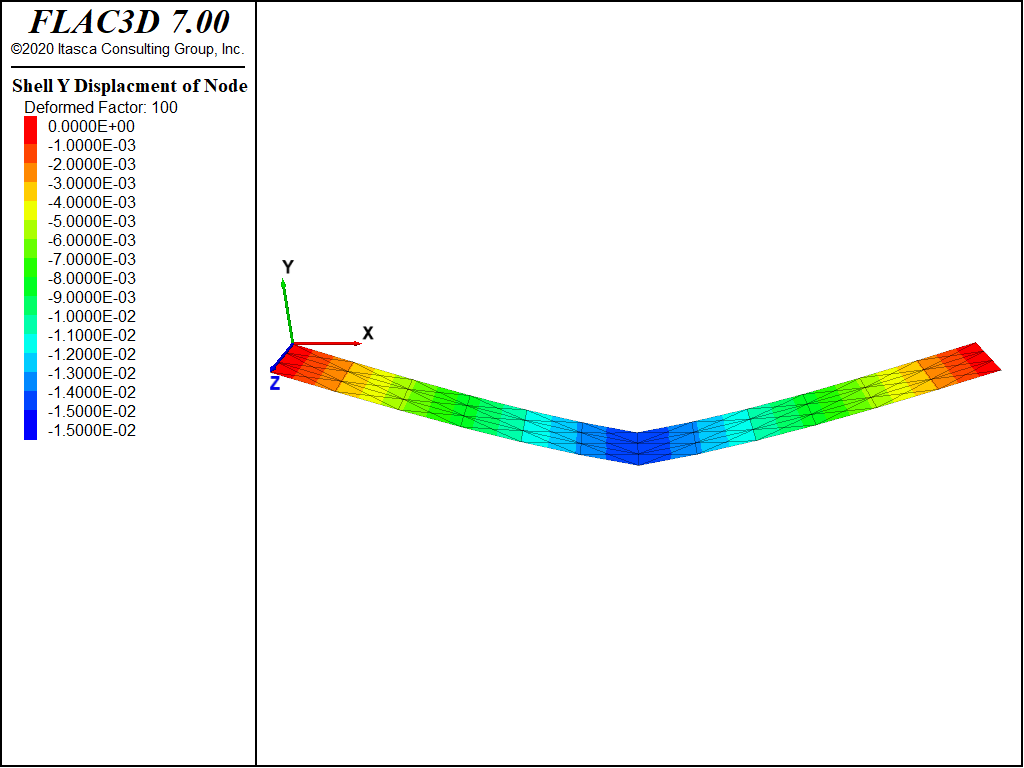 FLAC3D 7.00
©2020 Itasca Consulting Group, Inc.
Shell Y Displacment of Node
Deformed Factor: 100
0.0000E+00
-1.0000E-03
-2.0000E-03
-3.0000E-03
-4.0000E-03
-5.0000E-03
-6.0000E-03
-7.0000E-03
-8.0000E-03
-9.0000E-03
-1.0000E-02
-1.1000E-02
-1.2000E-02
-1.3000E-02
-1.4000E-02
-1.5000E-02
-1.5000E-02
Y
X
Z